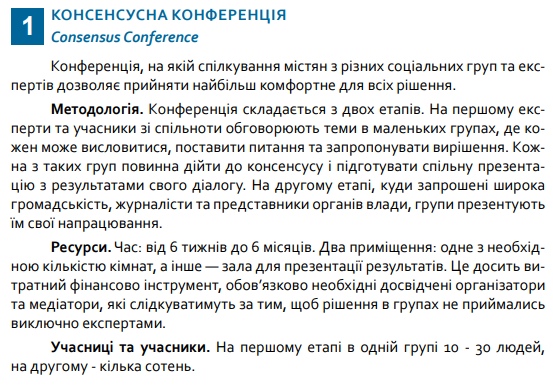 1
КОНСЕНСУСНА КОНФЕРЕНЦІЯ
Consensus Conference
Конференція, на якій спілкування містян з різних соціальних груп та екс-
пертів дозволяє прийняти найбільш комфортне для всіх рішення.
Методологія. Конференція складається з двох етапів. На першому екс-
перти та учасники зі спільноти обговорюють теми в маленьких групах, де ко-
жен може висловитися, поставити питання та запропонувати вирішення. Кож-
на з таких груп повинна дійти до консенсусу і підготувати спільну презента-
цію з результатами свого діалогу. На другому етапі, куди запрошені широка
громадськість, журналісти та представники органів влади, групи презентують
їм свої напрацювання.
Ресурси. Час: від 6 тижнів до 6 місяців. Два приміщення: одне з необхід-
ною кількістю кімнат, а інше — зала для презентації результатів. Це досить ви-
тратний фінансово інструмент, обов’язково необхідні досвідчені організатори
та медіатори, які слідкуватимуть за тим, щоб рішення в групах не приймались
виключно експертами.
Учасниці та учасники. На першому етапі в одній групі 10 - 30 людей,
на другому - кілька сотень.